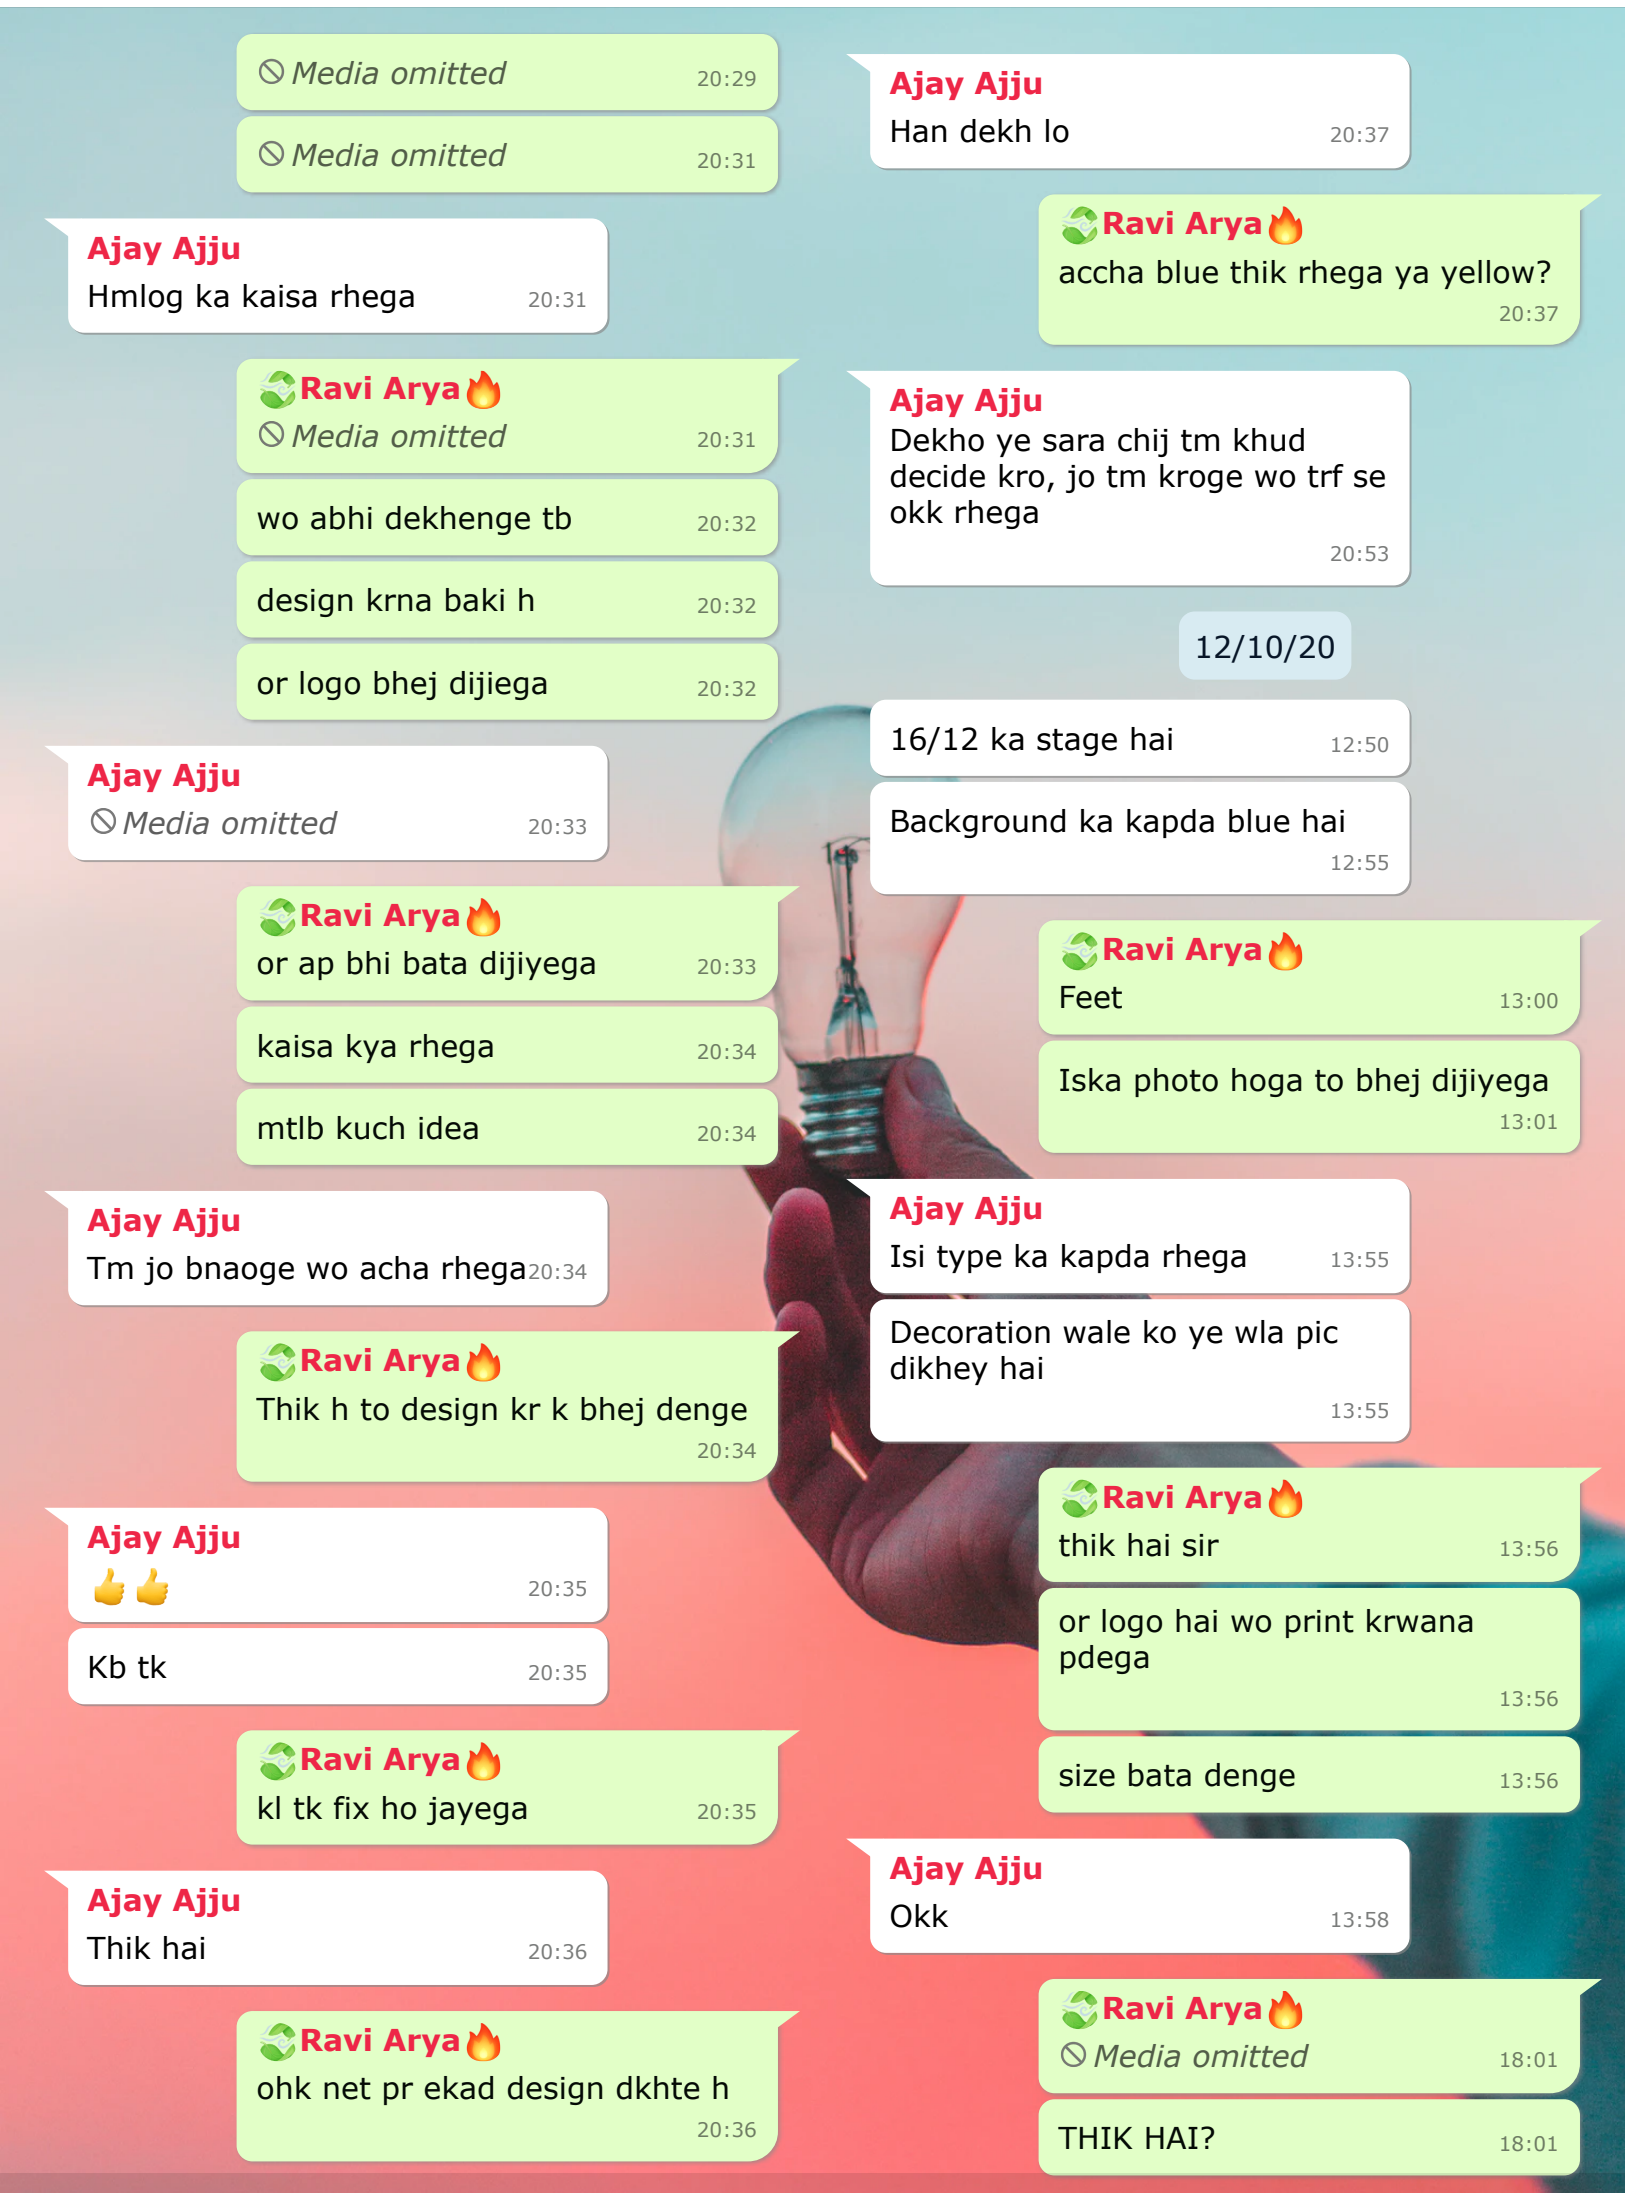 Media omitted 20:29
Media omitted 20:31
Ajay Ajju
Hmlog ka kaisa rhega 20:31
Ravi Arya🔥
Media omitted 20:31
wo abhi dekhenge tb 20:32
design krna baki h 20:32
or logo bhej dijiega 20:32
Ajay Ajju
Media omitted 20:33
Ravi Arya🔥
or ap bhi bata dijiyega 20:33
kaisa kya rhega 20:34
mtlb kuch idea 20:34
Ajay Ajju
Tm jo bnaoge wo acha rhega 20:34
Ravi Arya🔥
Thik h to design kr k bhej denge
20:34
Ajay Ajju
👍👍 20:35
Kb tk 20:35
Ravi Arya🔥
kl tk fix ho jayega 20:35
Ajay Ajju
Thik hai 20:36
Ravi Arya🔥
ohk net pr ekad design dkhte h
20:36
Ajay Ajju
Han dekh lo 20:37
Ravi Arya🔥
accha blue thik rhega ya yellow?
20:37
Ajay Ajju
Dekho ye sara chij tm khud
decide kro, jo tm kroge wo trf se
okk rhega
20:53
12/10/20
16/12 ka stage hai 12:50
Background ka kapda blue hai
12:55
Ravi Arya🔥
Feet 13:00
Iska photo hoga to bhej dijiyega
13:01
Ajay Ajju
Isi type ka kapda rhega 13:55
Decoration wale ko ye wla pic
dikhey hai
13:55
Ravi Arya🔥
thik hai sir 13:56
or logo hai wo print krwana
pdega
13:56
size bata denge 13:56
Ajay Ajju
Okk 13:58
Ravi Arya🔥
Media omitted 18:01
THIK HAI? 18:01